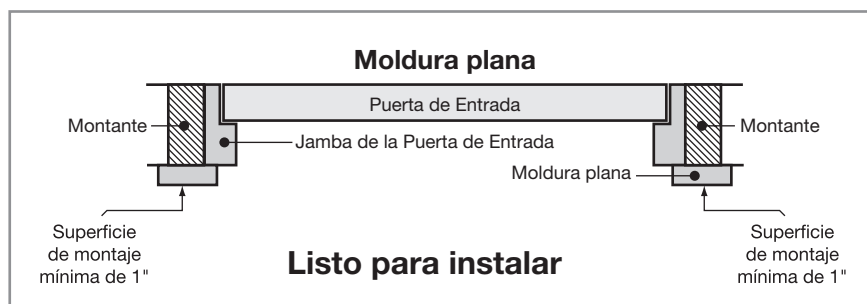 Moldura plana
Puerta de Entrada
Montante
Jamba de la Puerta de Entrada
Montante
Moldura plana
Superficie
de montaje
mínima de 1"
Listo para instalar
Superficie
de montaje
mínima de 1"